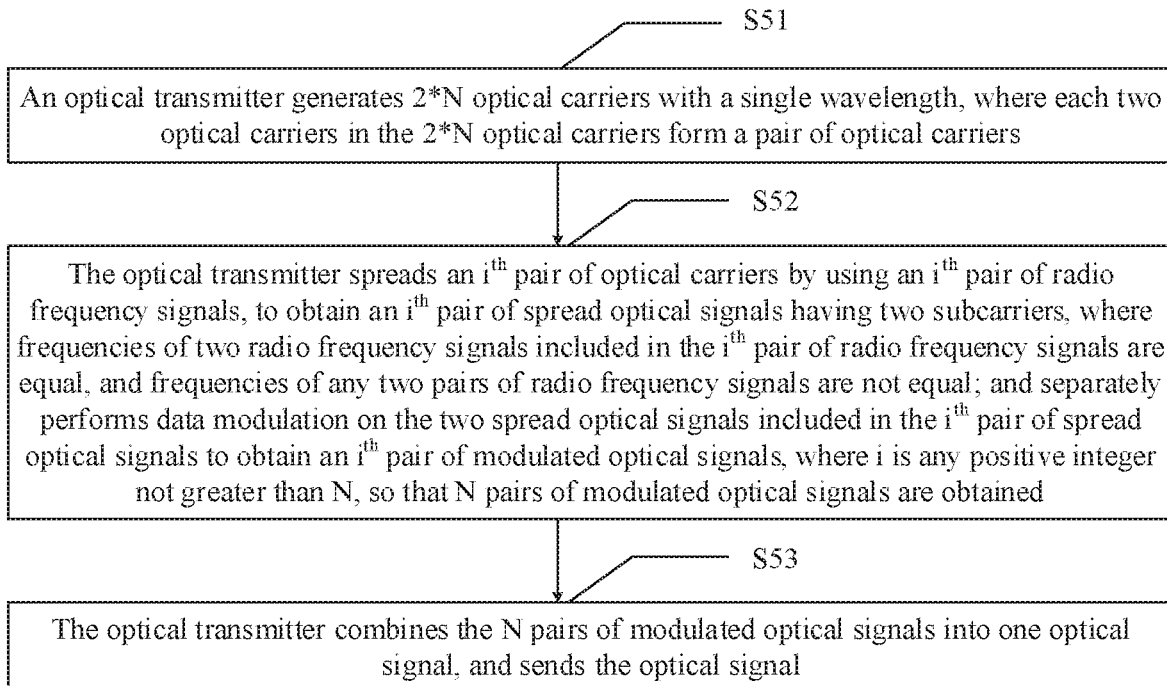 S51
An optical transmitter generates 2*N optical carriers with a single wavelength, where each two
optical carriers in the 2*N optical carriers form a pair of optical carriers
S52
The optical transmitter spreads an i^th pair of optical carriers by using an i^th pair of radio
frequency signals, to obtain an i^th pair of spread optical signals having two subcarriers, where
frequencies of two radio frequency signals included in the i^th pair of radio frequency signals are
equal, and frequencies of any two pairs of radio frequency signals are not equal; and separately
performs data modulation on the two spread optical signals included in the i^th pair of spread
optical signals to obtain an i^th pair of modulated optical signals, where i is any positive integer
not greater than N, so that N pairs of modulated optical signals are obtained
S53
The optical transmitter combines the N pairs of modulated optical signals into one optical
signal, and sends the optical signal